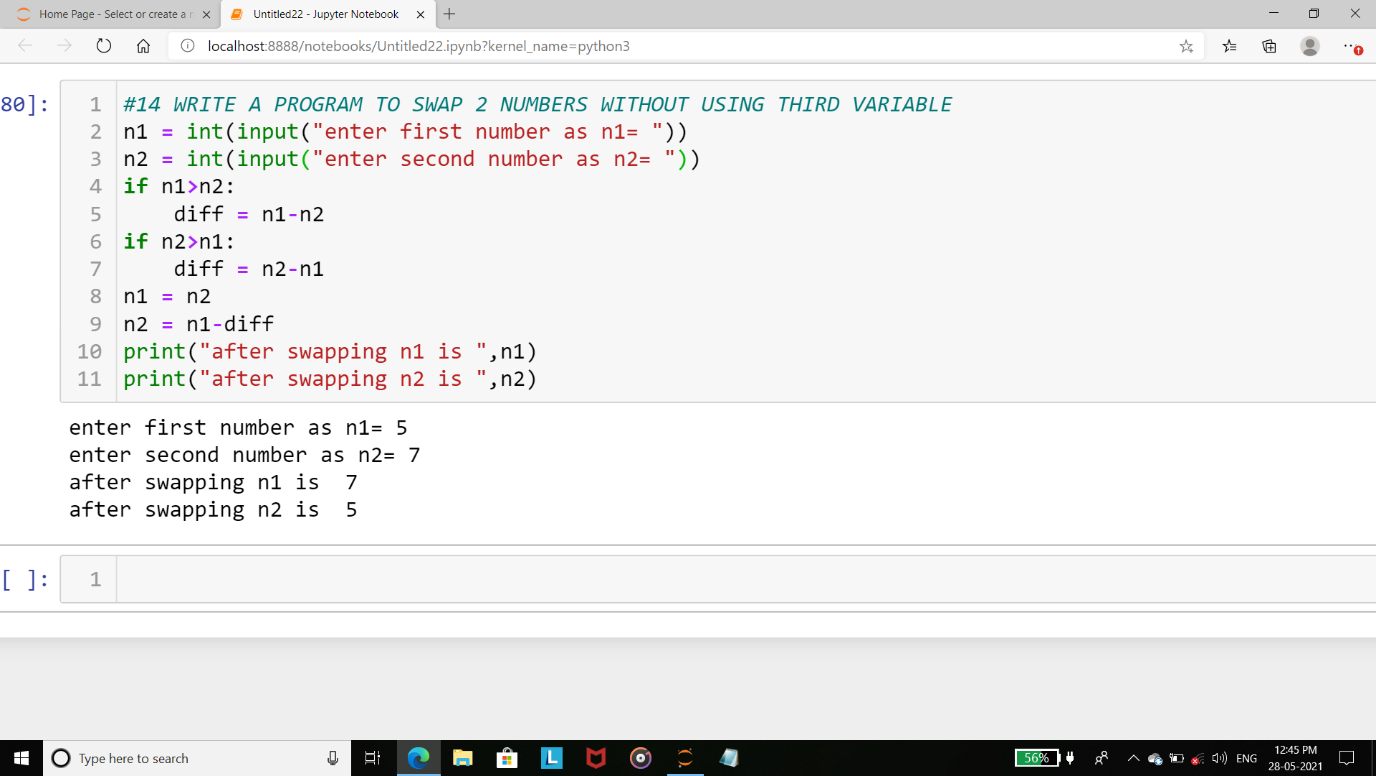 Home Page - Select or create a n
Untitled22 - Jupyter Notebook
localhost:8888/notebooks/Untitled22.ipynb?kernel_name=python3
80]:
1 #14 WRITE A PROGRAM TO SWAP 2 NUMBERS WITHOUT USING THIRD VARIABLE
2 n1 = int(input("enter first number as n1= "))
3 n2 = int(input("enter second number as n2= "))
4 if n1>n2:
5     diff = n1-n2
6 if n2>n1:
7     diff = n2-n1
8 n1 = n2
9 n2 = n1-diff
10 print("after swapping n1 is ",n1)
11 print("after swapping n2 is ",n2)
enter first number as n1= 5
enter second number as n2= 7
after swapping n1 is  7
after swapping n2 is  5
[ ]: 1
Type here to search
L
56%
ENG
12:45 PM
28-05-2021